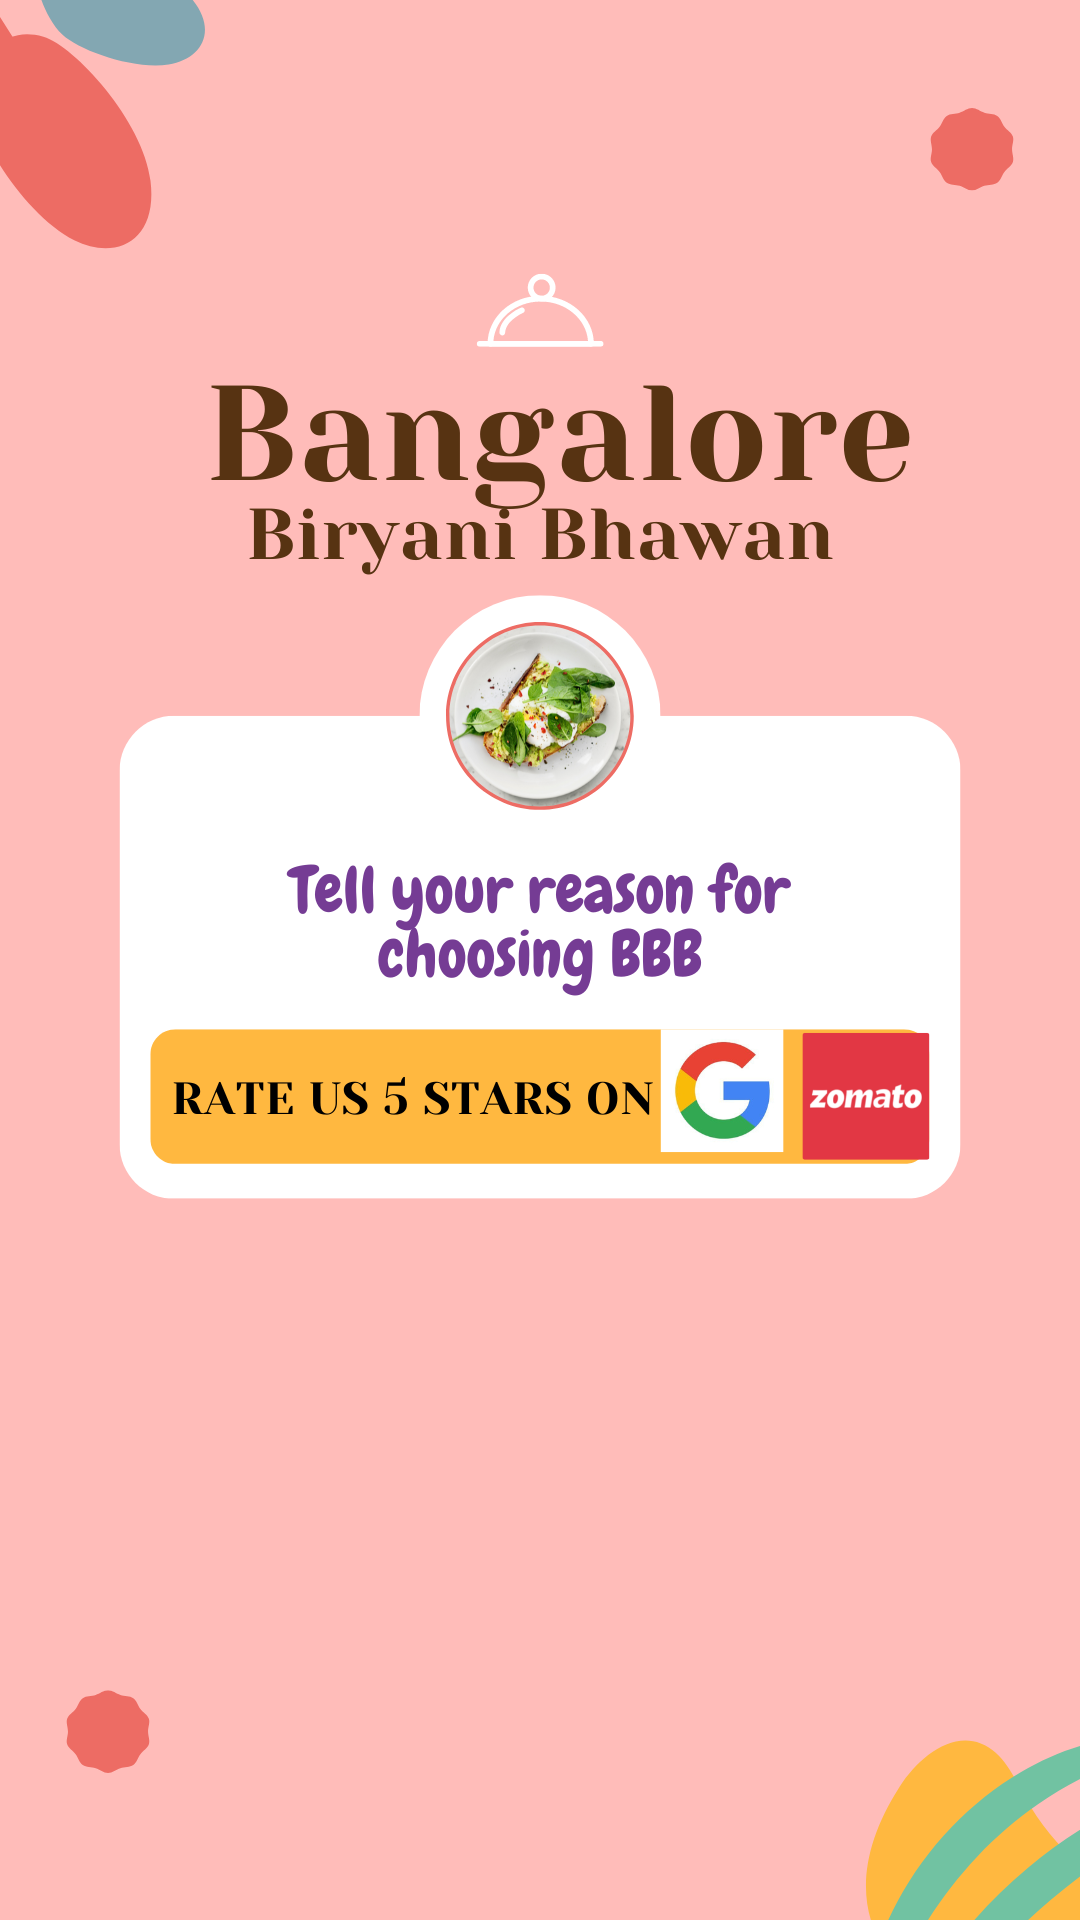 Bangalore
Biryani Bhawan
Tell your reason for
choosing BBB
RATE US 5 STARS ON
G
zomato